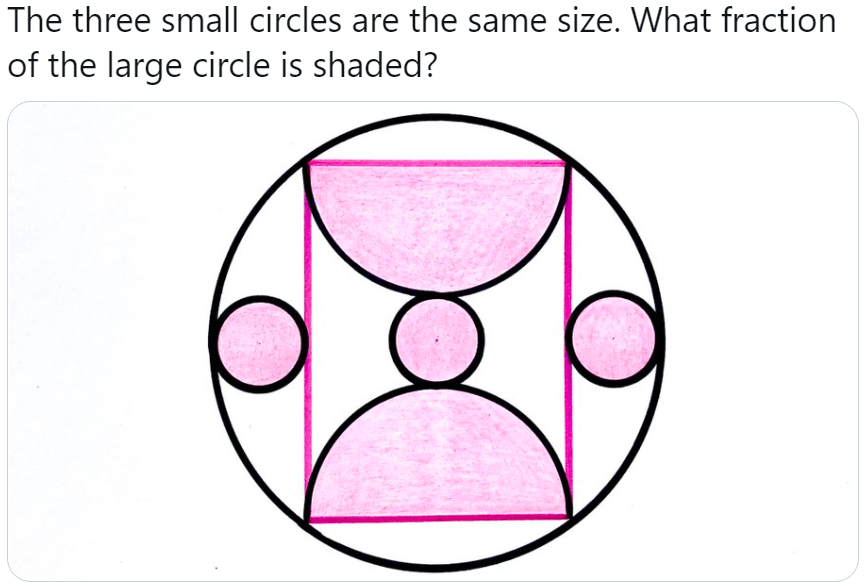 The three small circles are the same size. What fraction
of the large circle is shaded?